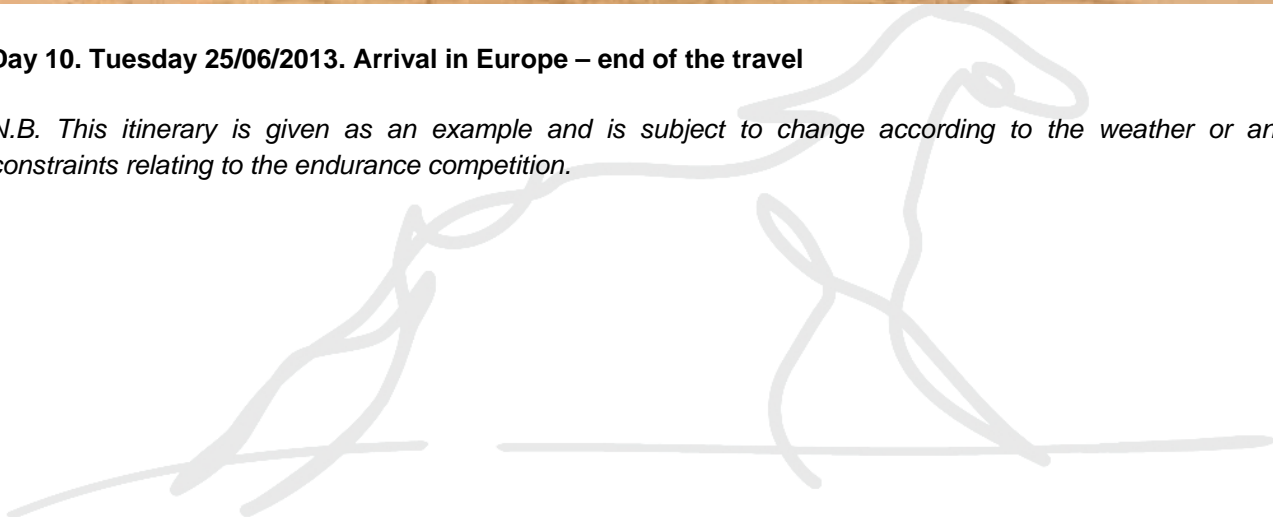 Day 10. Tuesday 25/06/2013. Arrival in Europe – end of the travel
N.B. This itinerary is given as an example and is subject to change according to the weather or
constraints relating to the endurance competition.